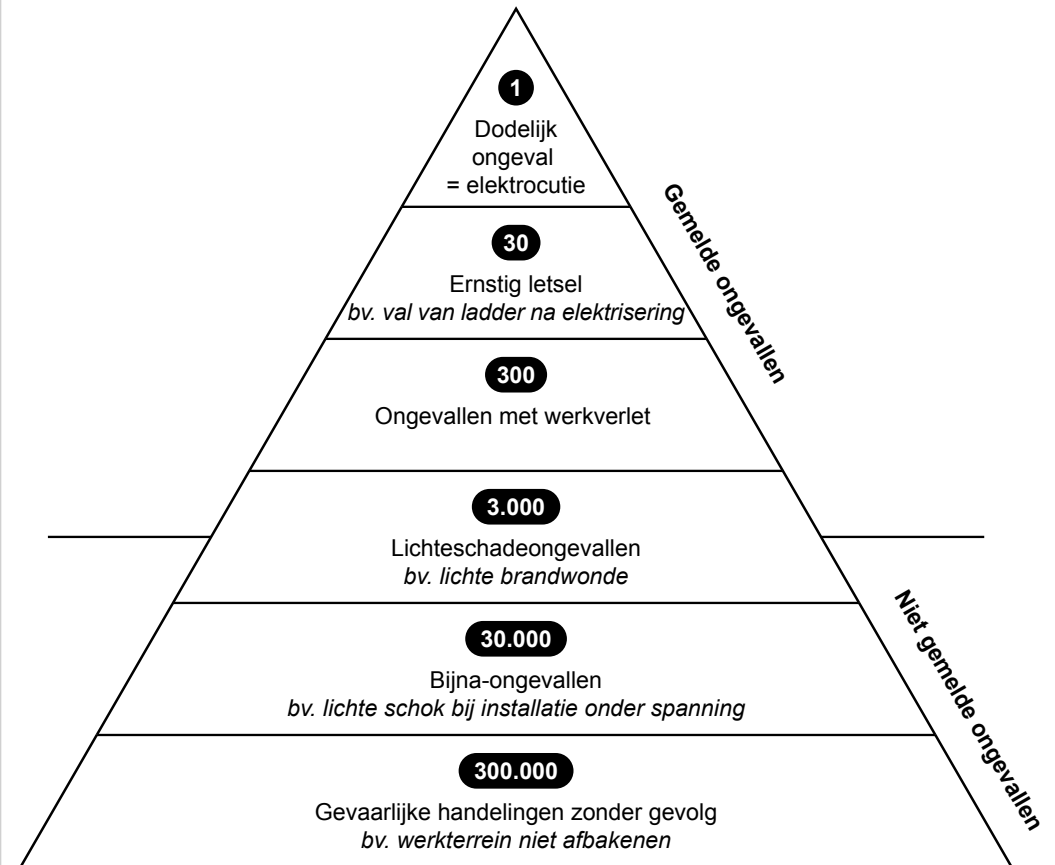 1
Dodelijk
ongeval
= elektrocutie
30
Ernstig letsel
bv. val van ladder na elektrisering
300
Ongevallen met werkverlet
3.000
Lichteschadeongevallen
bv. lichte brandwonde
30.000
Bijna-ongevallen
bv. lichte schok bij installatie onder spanning
300.000
Gevaarlijke handelingen zonder gevolg
bv. werkterrein niet afbakenen
Gemelde ongevallen
Niet gemelde ongevallen